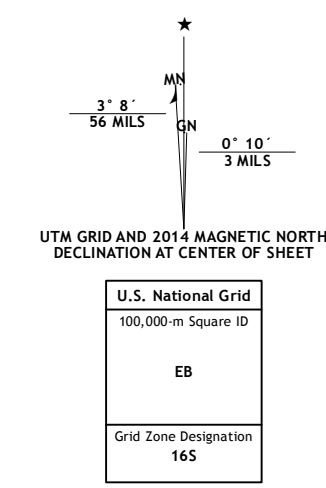 ★
MN
3° 8´
56 MILS
GN
0° 10´
3 MILS
UTM GRID AND 2014 MAGNETIC NORTH
DECLINATION AT CENTER OF SHEET
U.S. National Grid
100,000-m Square ID
EB
Grid Zone Designation
16S